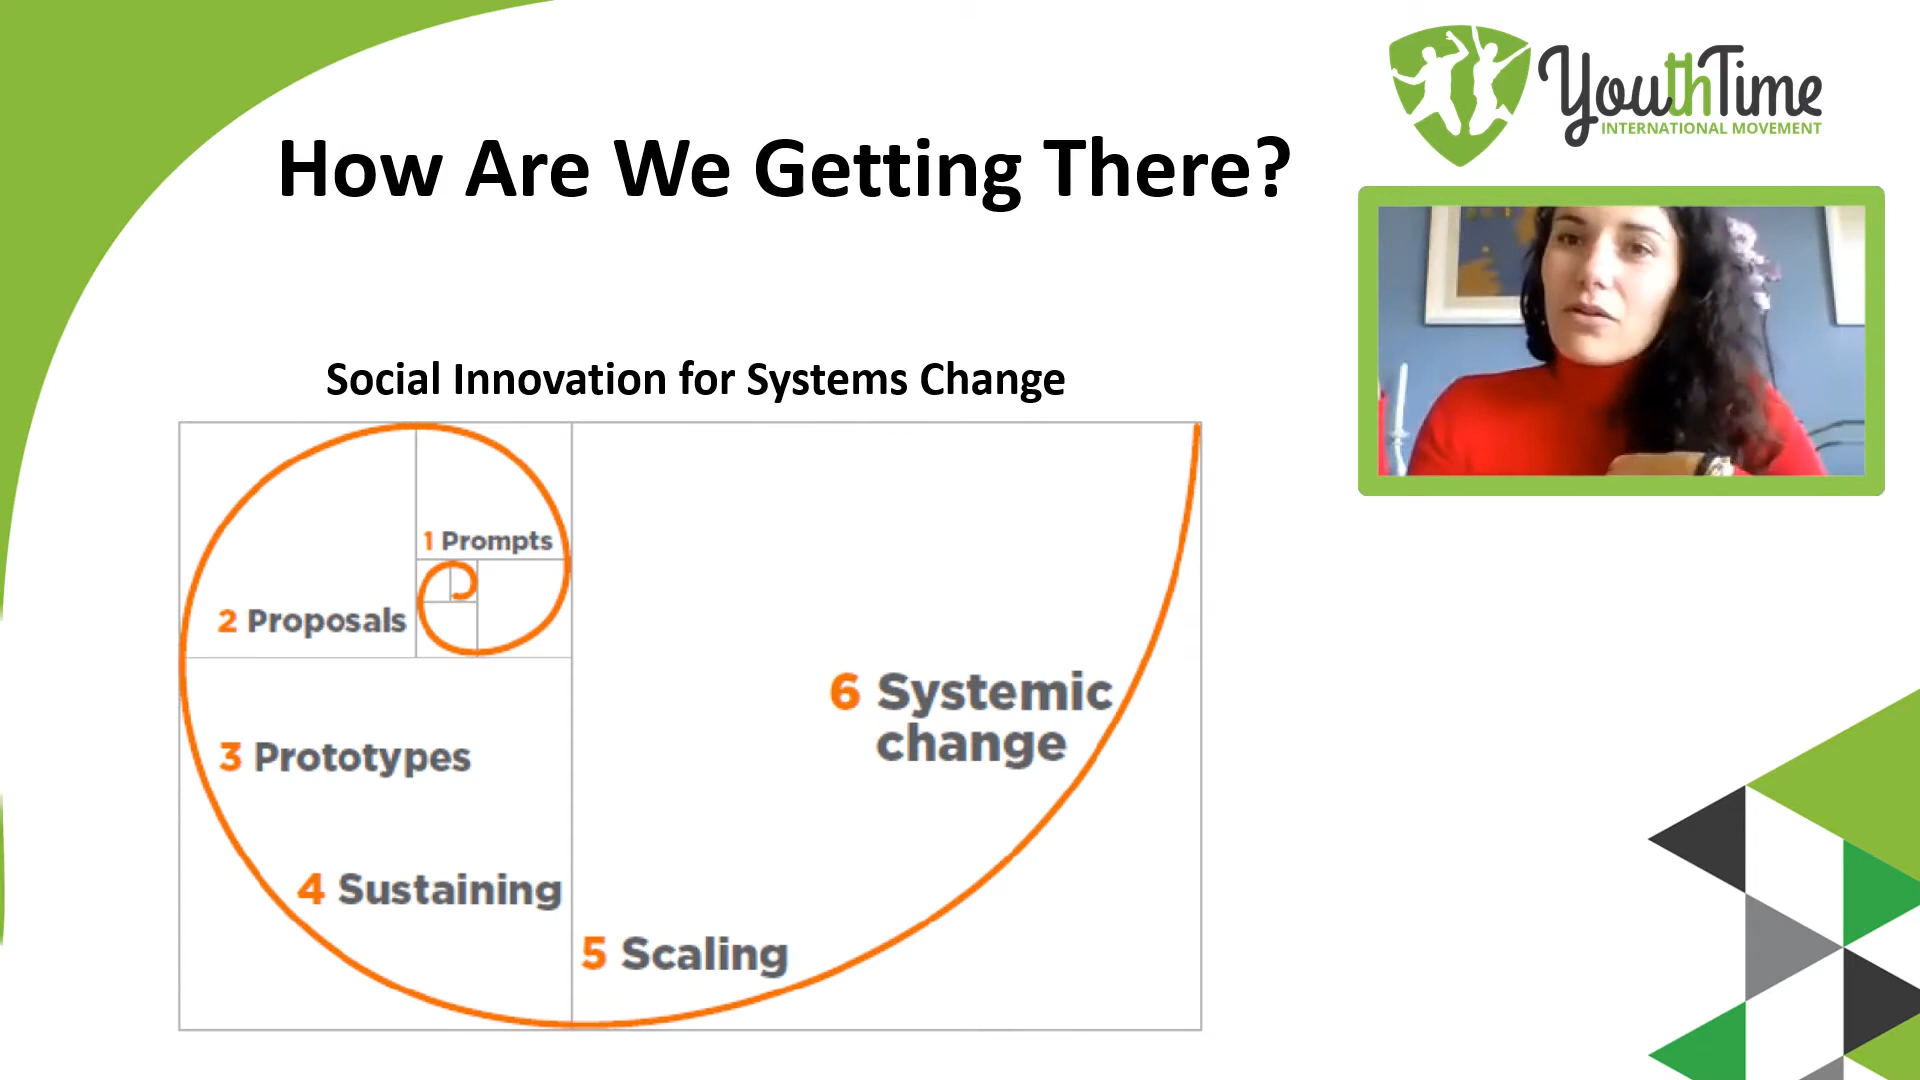 YouthTime
INTERNATIONAL MOVEMENT
How Are We Getting There?
Social Innovation for Systems Change
1 Prompts
2 Proposals
3 Prototypes
4 Sustaining
5 Scaling
6 Systemic
change